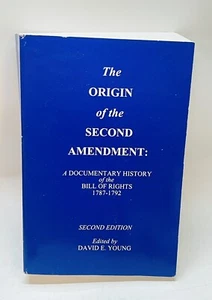 The
ORIGIN
of the
SECOND
AMENDMENT:
A DOCUMENTARY HISTORY
of the
BILL OF RIGHTS
1787-1792
SECOND EDITION
Edited by
DAVID E. YOUNG